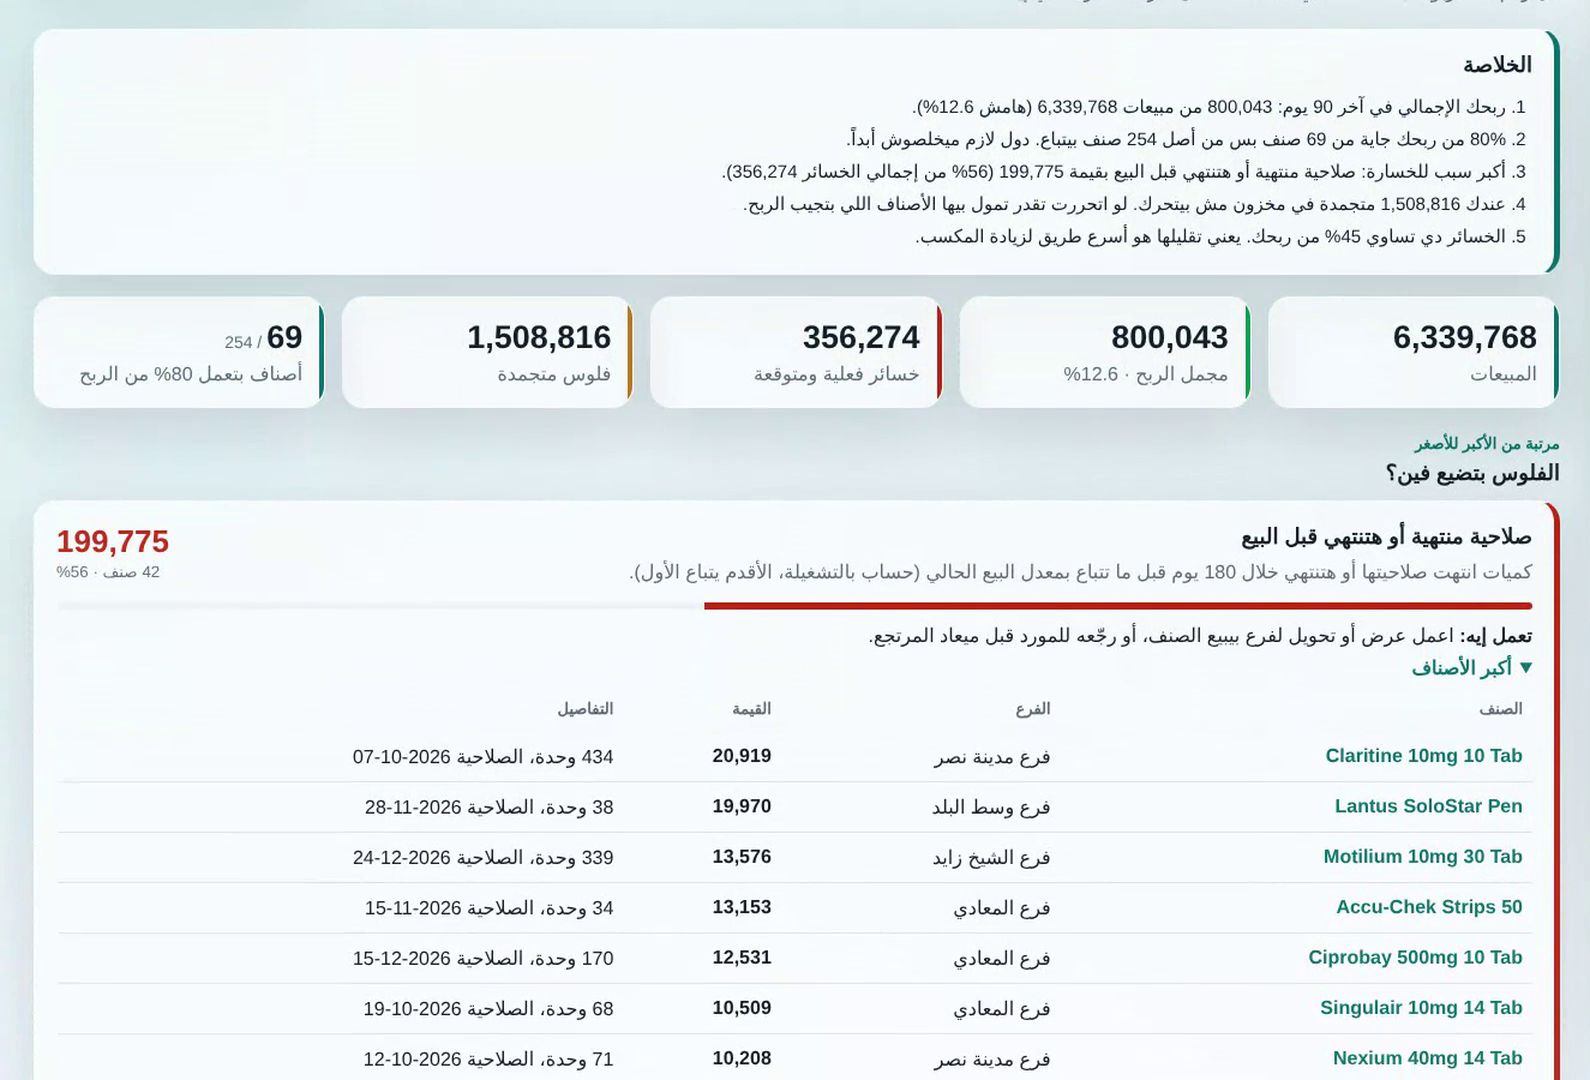 الخلاصة
1. ربحك الإجمالي في آخر 90 يوم: 800,043 من مبيعات 6,339,768 (هامش 12.6%).
2. 80% من ربحك جاية من 69 صنف بس من أصل 254 صنف بيتباع. دول لازم ميخلصوش أبداً.
3. أكبر سبب للخسارة: صلاحية منتهية أو هتنتهي قبل البيع بقيمة 199,775 (56% من إجمالي الخسائر 356,274).
4. عندك 1,508,816 متجمدة في مخزون مش بيتحرك. لو اتحررت تقدر تمول بيها الأصناف اللي بتجيب الربح.
5. الخسائر دي تساوي 45% من ربحك. يعني تقليلها هو أسرع طريق لزيادة المكسب.
6,339,768
المبيعات
800,043
مجمل الربح · 12.6%
356,274
خسائر فعلية ومتوقعة
1,508,816
فلوس متجمدة
69 / 254
أصناف بتعمل 80% من الربح
مرتبة من الأكبر للأصغر
الفلوس بتضيع فين؟
صلاحية منتهية أو هتنتهي قبل البيع
199,775
كميات انتهت صلاحيتها أو هتنتهي خلال 180 يوم قبل ما تتباع بمعدل البيع الحالي (حساب بالتشغيلة، الأقدم يتباع الأول).
42 صنف · 56%
تعمل إيه: اعمل عرض أو تحويل لفرع بيبيع الصنف، أو رجّعه للمورد قبل ميعاد المرتجع.
▼ أكبر الأصناف
الصنف الفرع القيمة التفاصيل
Claritine 10mg 10 Tab فرع مدينة نصر 20,919 434 وحدة، الصلاحية 2026-10-07
Lantus SoloStar Pen فرع وسط البلد 19,970 38 وحدة، الصلاحية 2026-11-28
Motilium 10mg 30 Tab فرع الشيخ زايد 13,576 339 وحدة، الصلاحية 2026-12-24
Accu-Chek Strips 50 فرع المعادي 13,153 34 وحدة، الصلاحية 2026-11-15
Ciprobay 500mg 10 Tab فرع المعادي 12,531 170 وحدة، الصلاحية 2026-12-15
Singulair 10mg 14 Tab فرع المعادي 10,509 68 وحدة، الصلاحية 2026-10-19
Nexium 40mg 14 Tab فرع مدينة نصر 10,208 71 وحدة، الصلاحية 2026-10-12